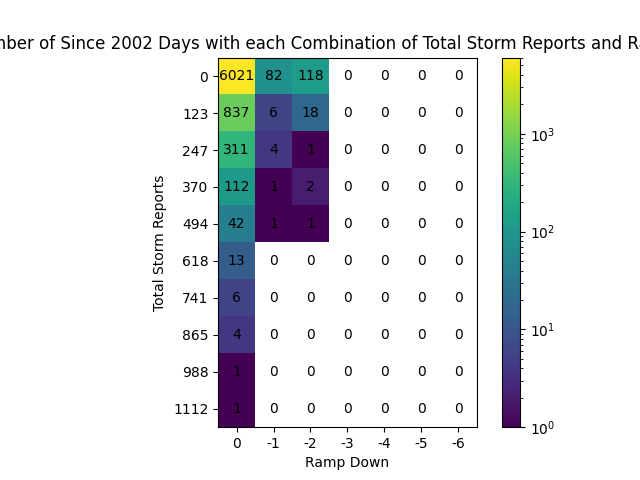 nber of Since 2002 Days with each Combination of Total Storm Reports and R
0 6021 82 118 0 0 0 0
123 837 6 18 0 0 0 0
247 311 4 1 0 0 0 0
370 112 1 2 0 0 0 0
494 42 1 1 0 0 0 0
618 13 0 0 0 0 0 0
741 6 0 0 0 0 0 0
865 4 0 0 0 0 0 0
988 1 0 0 0 0 0 0
1112 1 0 0 0 0 0 0
0 -1 -2 -3 -4 -5 -6
Ramp Down
Total Storm Reports
10³
10²
10¹
10⁰